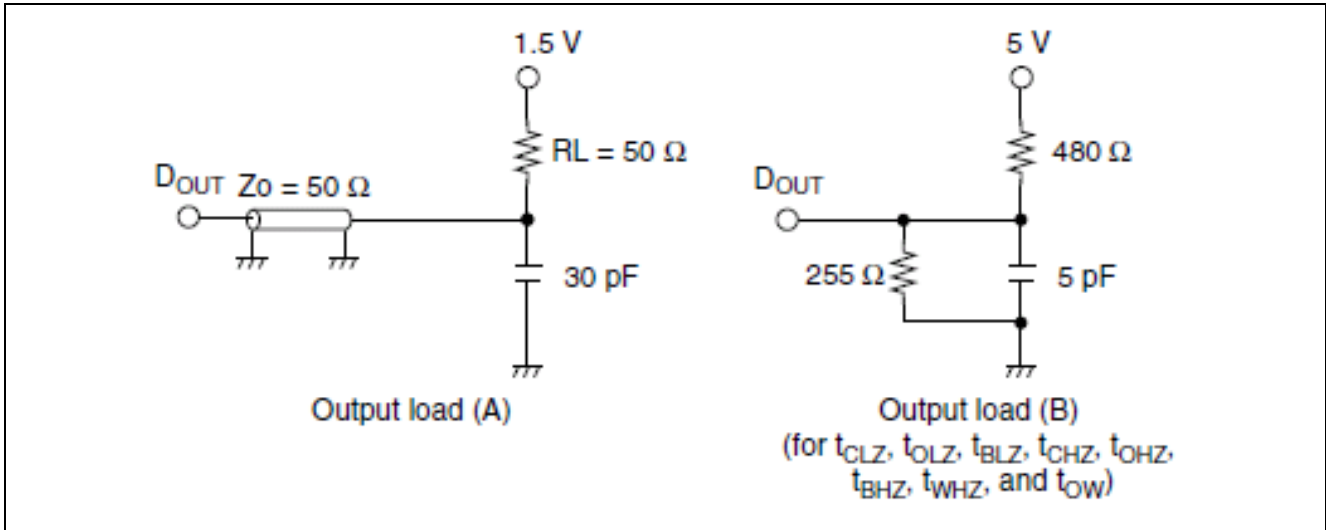 1.5 V
RL = 50 Ω
DOUT Zo = 50 Ω
30 pF
Output load (A)
5 V
480 Ω
DOUT
255 Ω
5 pF
Output load (B)
(for tCLZ, tOLZ, tBLZ, tCHZ, tOHZ,
tBHZ, tWHZ, and tOW)